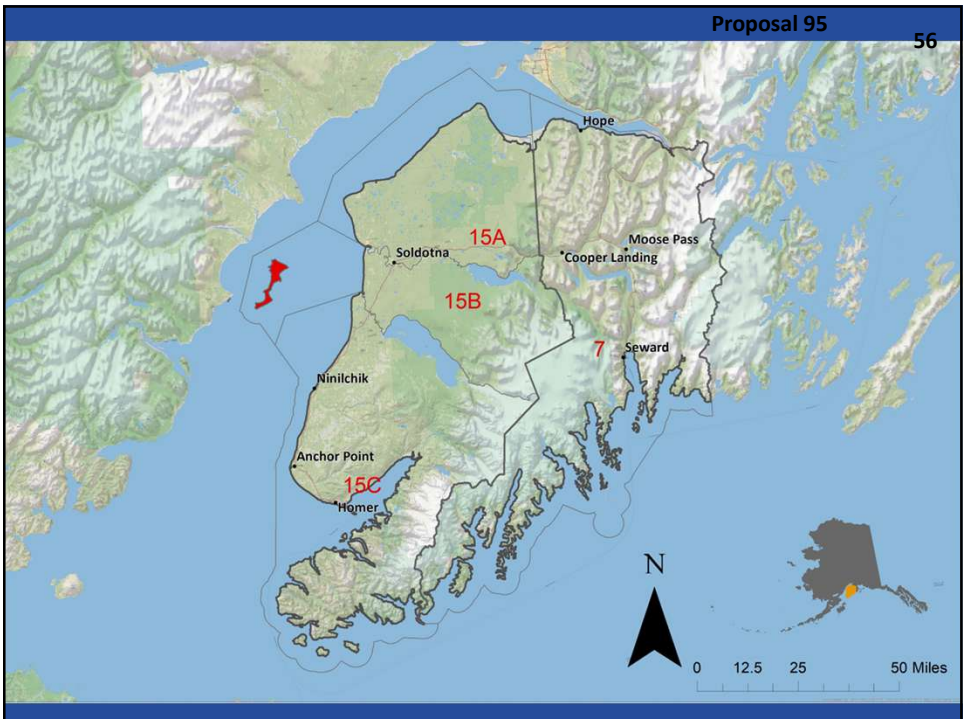 Proposal 95
56
Hope
15A
Soldotna
Moose Pass
Cooper Landing
15B
7
Seward
Ninilchik
Anchor Point
15C
Homer
N
0 12.5 25 50 Miles